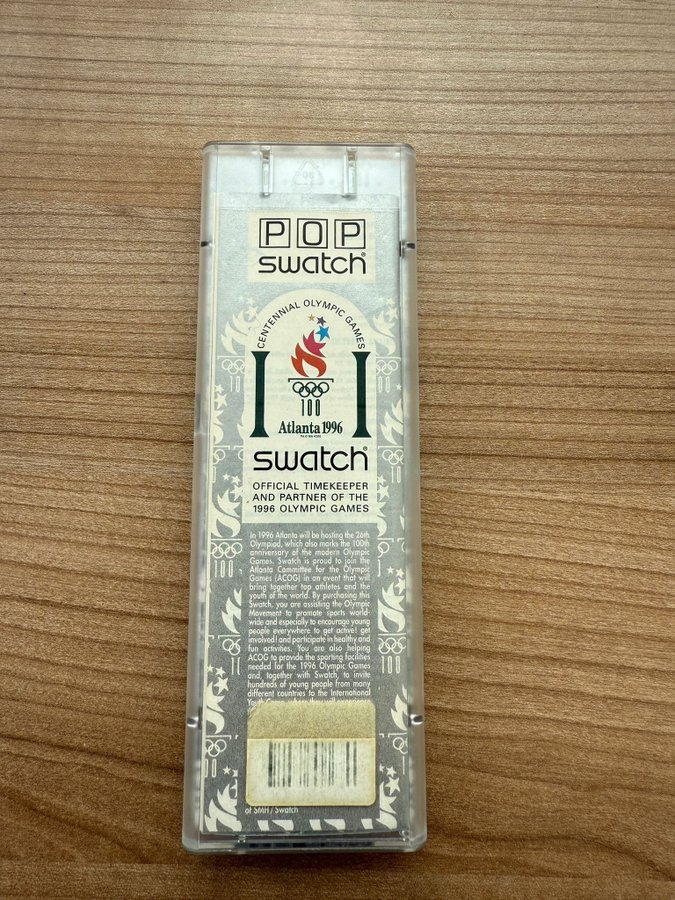 POP
swatch®
CENTENNIAL OLYMPIC GAMES
100
Atlanta 1996
swatch®
OFFICIAL TIMEKEEPER
AND PARTNER OF THE
1996 OLYMPIC GAMES
In 1996 Atlanta will be hosting the 26th
Olympiad, which also marks the 100th
anniversary of the modern Olympic
Games. Swatch is proud to join the
Atlanta Committee for the Olympic
Games (ACOG) in an event that will
bring together top athletes and the
youth of the world. By purchasing this
Swatch, you are assisting the Olympic
Movement to promote sports world-
wide and especially to encourage young
people everywhere to get active! get
involved! and participate in healthy and
fun activities. You are also helping
ACOG to provide the sporting facilities
needed for the 1996 Olympic Games
and, together with Swatch, to invite
hundreds of young people from many
different countries to the International
Youth
of SMH / Swatch